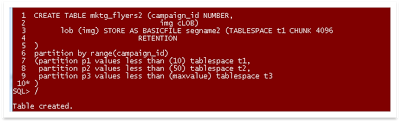 1 CREATE TABLE mktg_flyers2 (campaign_id NUMBER,
2 img cLOB)
3 lob (img) STORE AS BASICFILE segname2 (TABLESPACE t1 CHUNK 4096
4 RETENTION
5 )
6 partition by range(campaign_id)
7 (partition p1 values less than (10) tablespace t1,
8 partition p2 values less than (50) tablespace t2,
9 partition p3 values less than (maxvalue) tablespace t3
10* )
SQL> /
Table created.